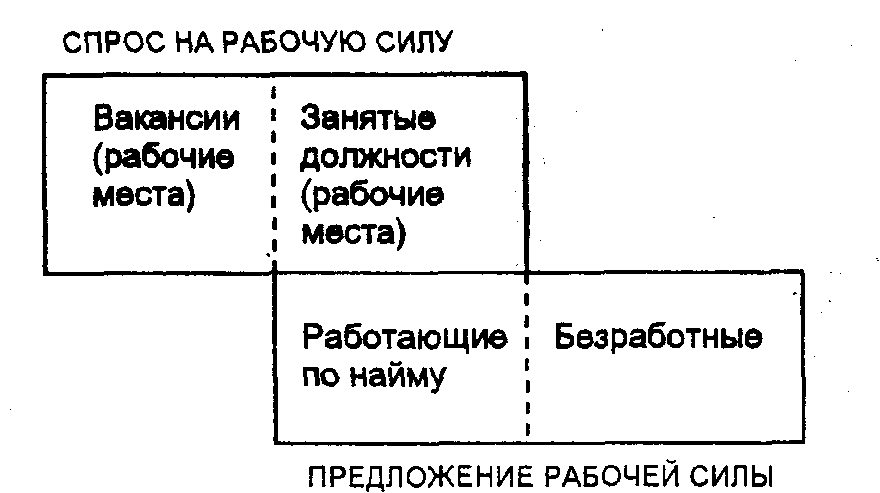 СПРОС НА РАБОЧУЮ СИЛУ
Вакансии
(рабочие
места)
Занятые
должности
(рабочие
места)
Работающие
по найму
Безработные
ПРЕДЛОЖЕНИЕ РАБОЧЕЙ СИЛЫ